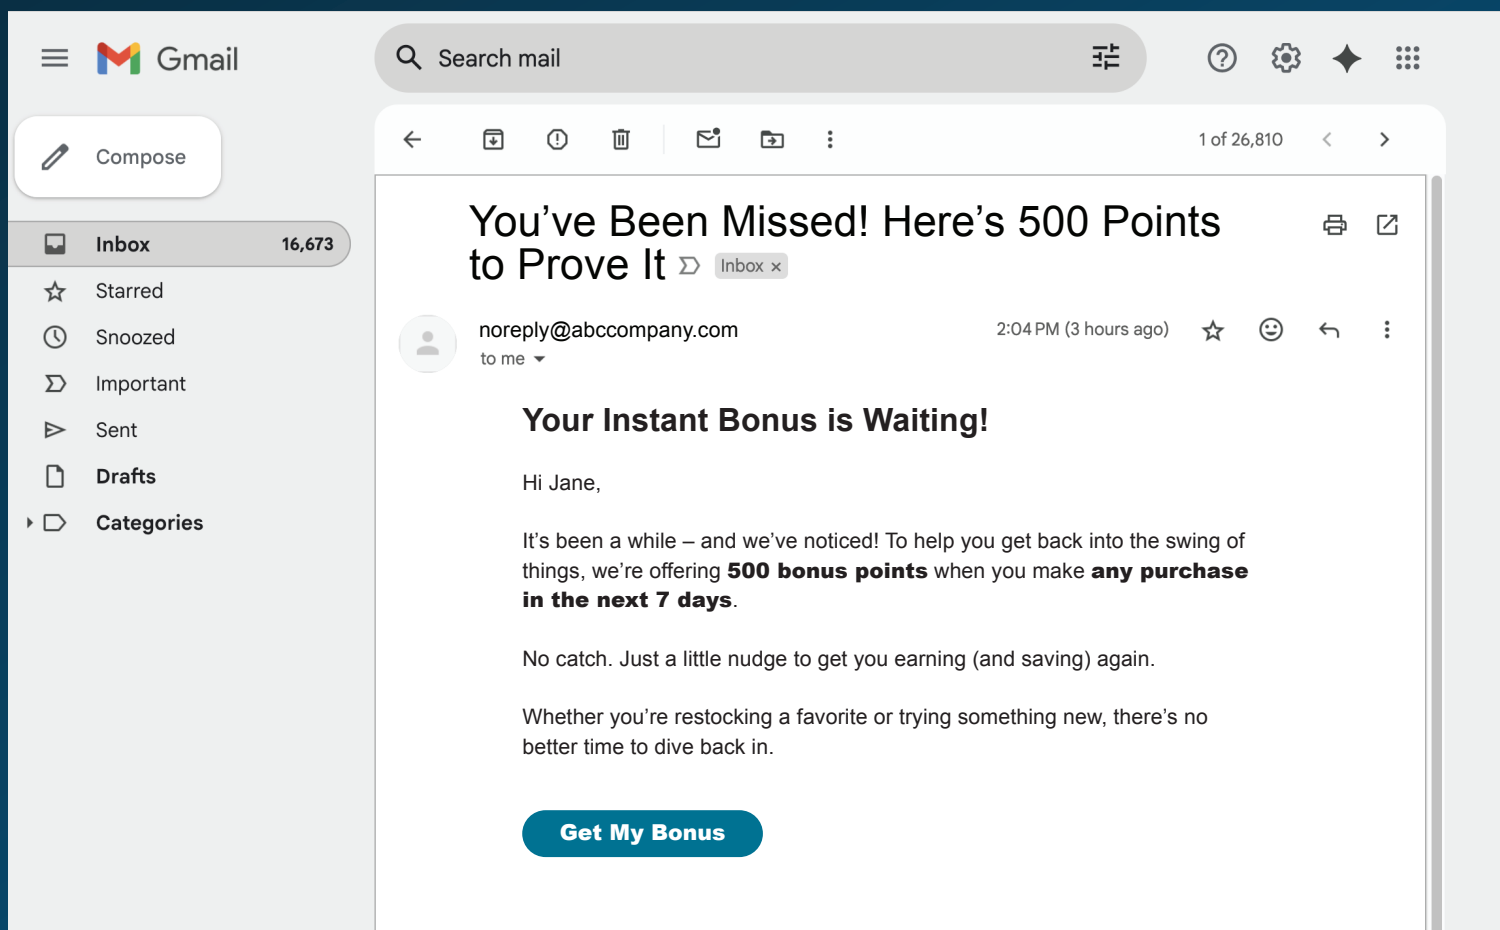 Gmail
Search mail
Compose
Inbox 16,673
Starred
Snoozed
Important
Sent
Drafts
Categories
1 of 26,810
You’ve Been Missed! Here’s 500 Points
to Prove It Inbox ×
noreply@abccompany.com
2:04 PM (3 hours ago)
to me
Your Instant Bonus is Waiting!
Hi Jane,
It’s been a while – and we’ve noticed! To help you get back into the swing of
things, we’re offering 500 bonus points when you make any purchase
in the next 7 days.
No catch. Just a little nudge to get you earning (and saving) again.
Whether you’re restocking a favorite or trying something new, there’s no
better time to dive back in.
Get My Bonus